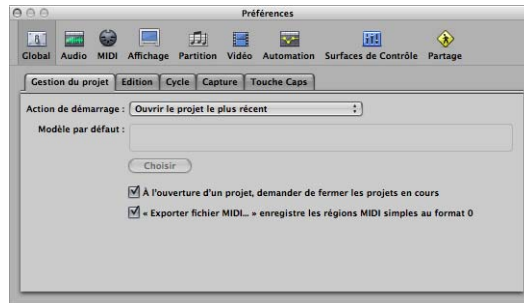 Préférences
Global Audio MIDI Affichage Partition Vidéo Automation Surfaces de Contrôle Partage
Gestion du projet Edition Cycle Capture Touche Caps
Action de démarrage : Ouvrir le projet le plus récent
Modèle par défaut :
Choisir
À l'ouverture d'un projet, demander de fermer les projets en cours
« Exporter fichier MIDI... » enregistre les régions MIDI simples au format 0